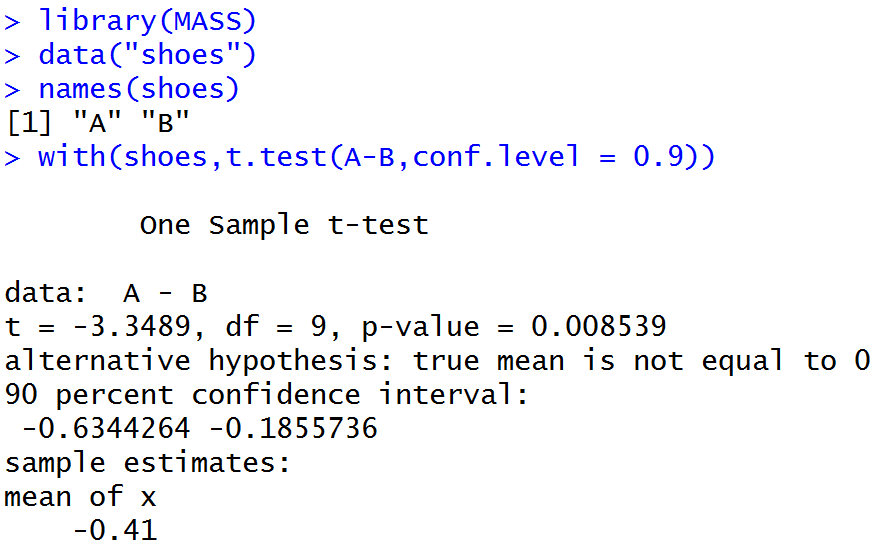 > library(MASS)
> data("shoes")
> names(shoes)
[1] "A" "B"
> with(shoes,t.test(A-B,conf.level = 0.9))
One Sample t-test
data:  A - B
t = -3.3489, df = 9, p-value = 0.008539
alternative hypothesis: true mean is not equal to 0
90 percent confidence interval:
-0.6344264 -0.1855736
sample estimates:
mean of x
-0.41